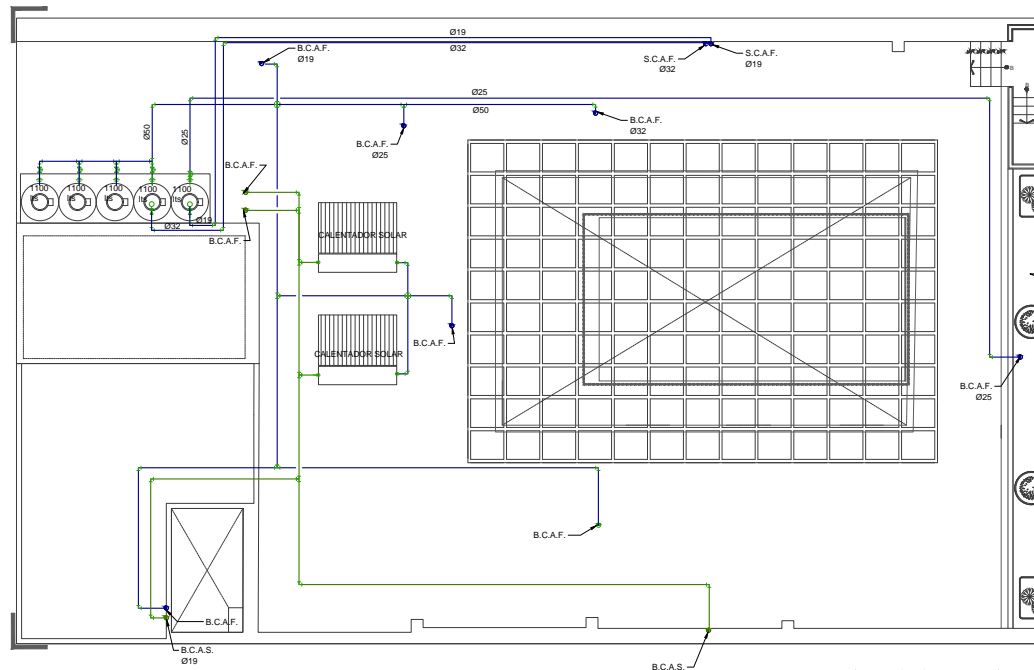 Ø19
Ø32
B.C.A.F.
Ø19
S.C.A.F.
Ø32
S.C.A.F.
Ø19
Ø25
Ø50
Ø50
Ø25
B.C.A.F.
Ø25
B.C.A.F.
Ø32
B.C.A.F.
1100
lts
1100
lts
1100
lts
1100
lts
1100
lts
Ø19
Ø32
B.C.A.F.
CALENTADOR SOLAR
B.C.A.F.
CALENTADOR SOLAR
B.C.A.F.
Ø25
B.C.A.F.
B.C.A.F.
B.C.A.S.
Ø19
B.C.A.S.